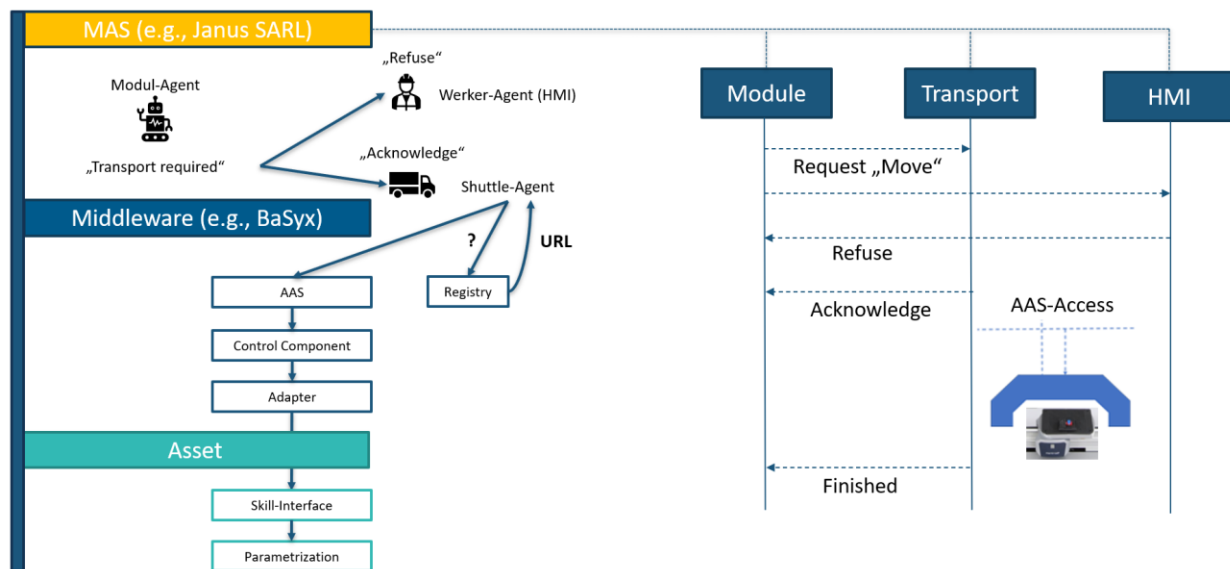 MAS (e.g., Janus SARL)
„Refuse“
Modul-Agent
Werker-Agent (HMI)
„Transport required“
„Acknowledge“
Shuttle-Agent
Middleware (e.g., BaSyx)
?
URL
AAS
Registry
Control Component
Adapter
Asset
Skill-Interface
Parametrization
Module
Transport
HMI
Request „Move“
Refuse
Acknowledge
AAS-Access
Finished